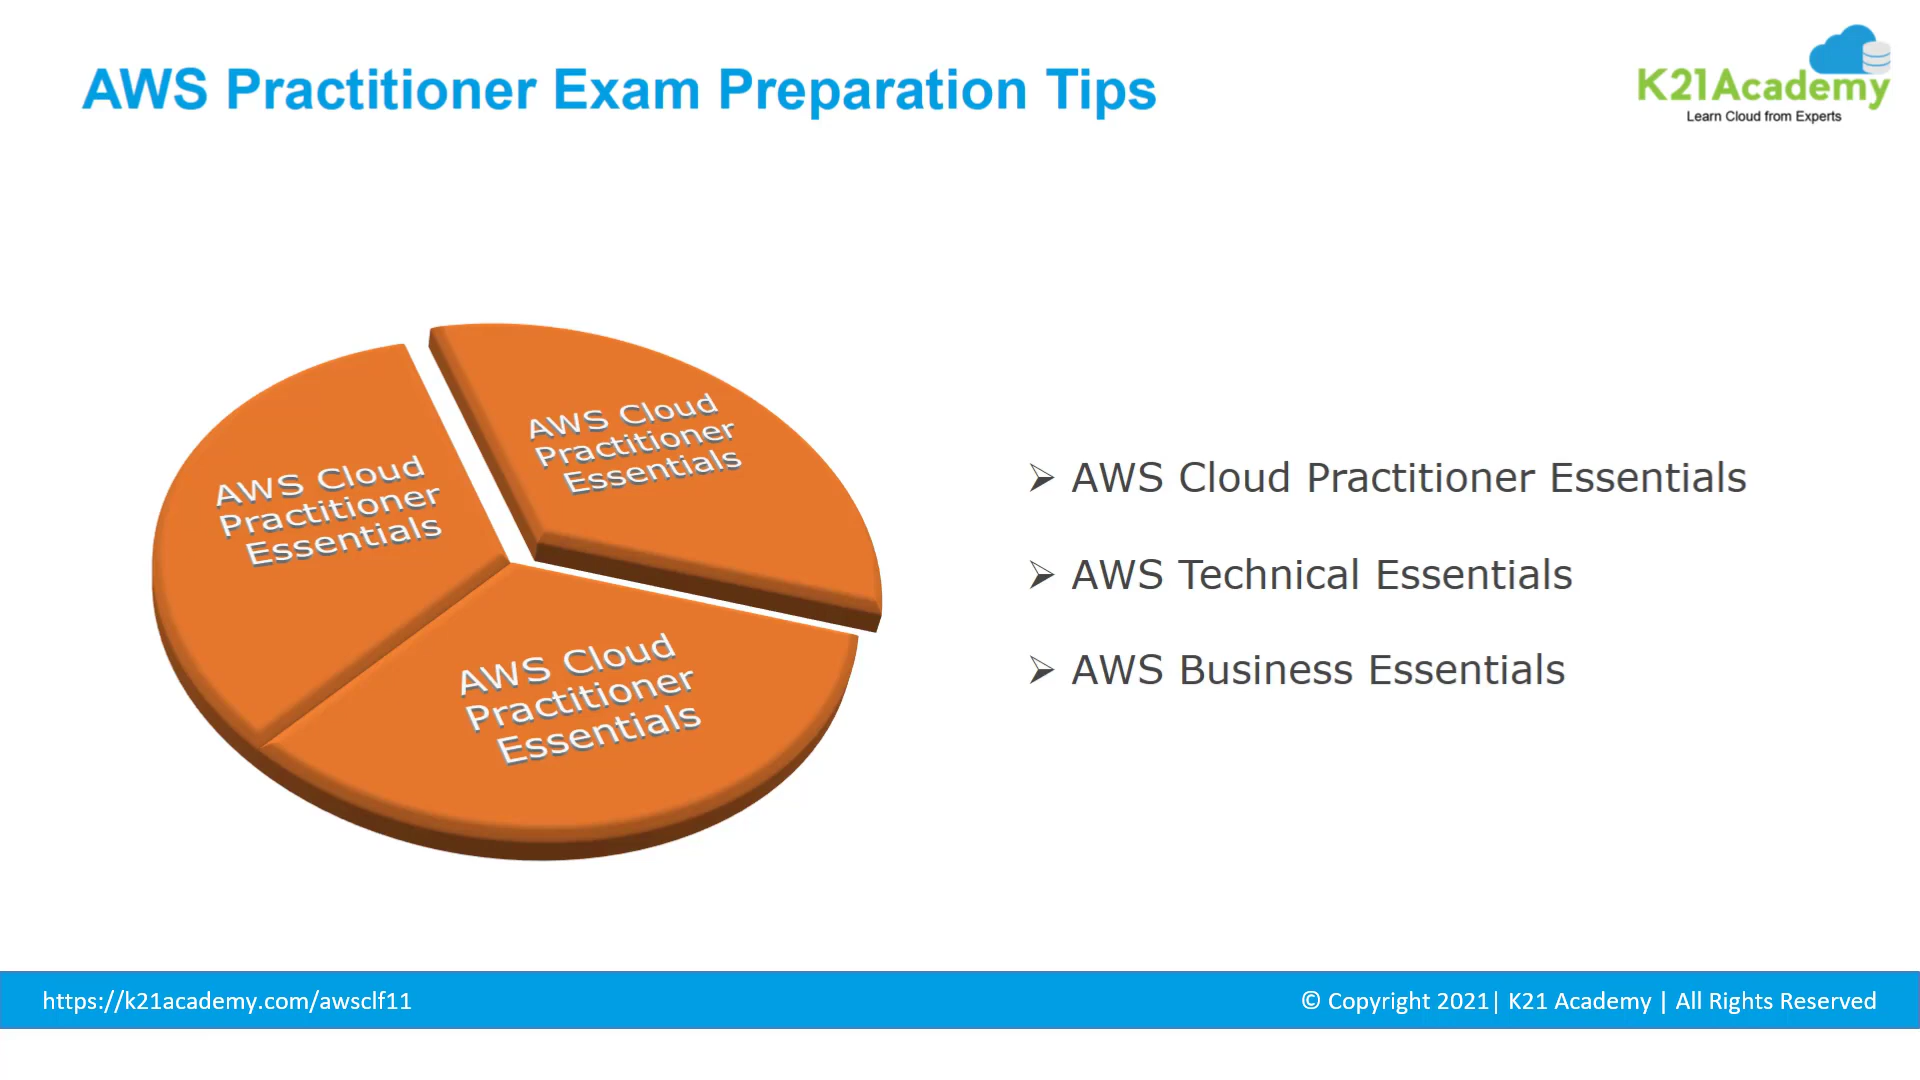 AWS Practitioner Exam Preparation Tips
K21Academy
Learn Cloud from Experts
AWS Cloud
Practitioner
Essentials
AWS Cloud
Practitioner
Essentials
AWS Cloud
Practitioner
Essentials
➢ AWS Cloud Practitioner Essentials
➢ AWS Technical Essentials
➢ AWS Business Essentials
https://k21academy.com/awsclf11
© Copyright 2021| K21 Academy | All Rights Reserved